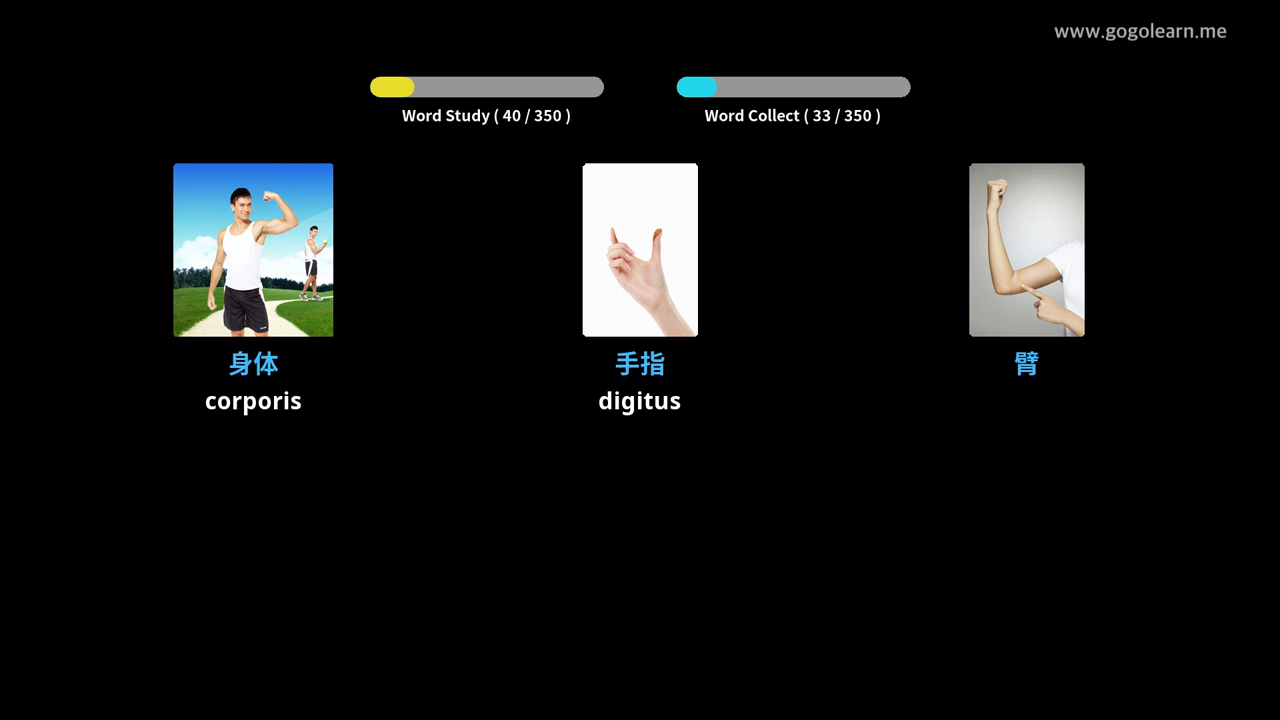 www.gogolearn.me
Word Study ( 40 / 350 )
Word Collect ( 33 / 350 )
身体
corporis
手指
digitus
臂